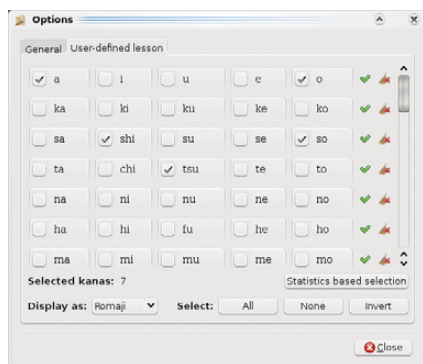 Options
General User-defined lesson
a i u e o
ka ki ku ke ko
sa shi su se so
ta chi tsu te to
na ni nu ne no
ha hi fu he ho
ma mi mu me mo
Selected kanas: 7 Statistics based selection
Display as: Romaji Select: All None Invert
Close